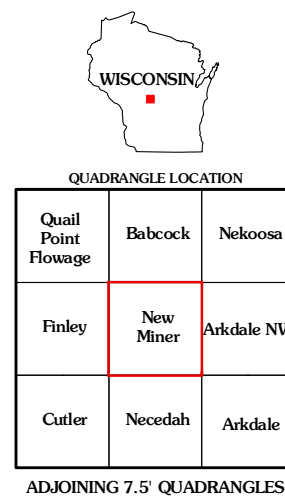 WISCONSIN
QUADRANGLE LOCATION
Quail
Point
Flowage
Babcock
Nekoosa
Finley
New
Miner
Arkdale NW
Cutler
Necedah
Arkdale
ADJOINING 7.5' QUADRANGLES